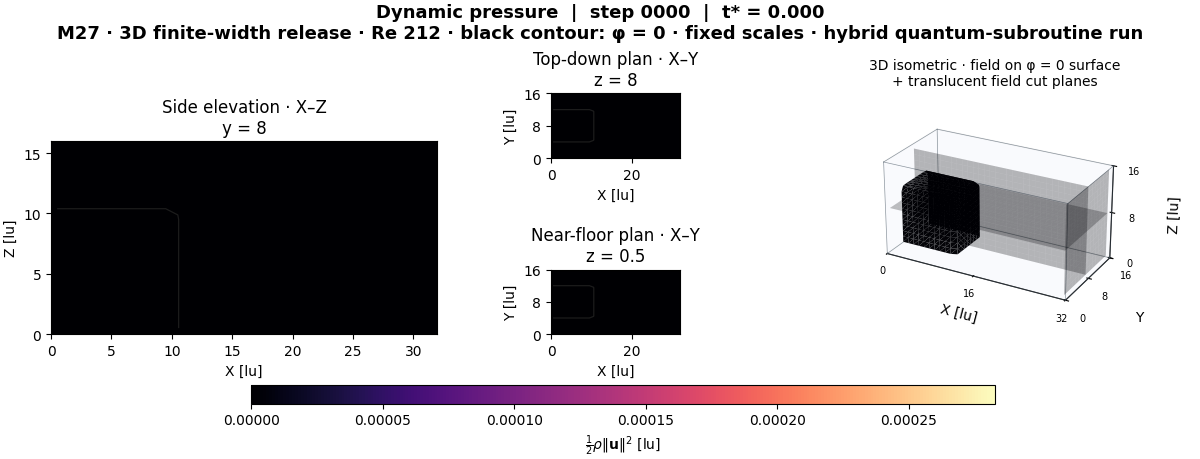 Dynamic pressure | step 0000 | t* = 0.000
M27 · 3D finite-width release · Re 212 · black contour: φ = 0 · fixed scales · hybrid quantum-subroutine run
Side elevation · X–Z
y = 8
15
10
5
0
Z [lu]
0 5 10 15 20 25 30
X [lu]
Top-down plan · X–Y
z = 8
16
8
0
Y [lu]
0 20
X [lu]
Near-floor plan · X–Y
z = 0.5
16
8
0
Y [lu]
0 20
X [lu]
3D isometric · field on φ = 0 surface
+ translucent field cut planes
16
8
0
Z [lu]
16
8
0
Y
0
16
32
X [lu]
0.00000 0.00005 0.00010 0.00015 0.00020 0.00025
½ρ‖u‖² [lu]